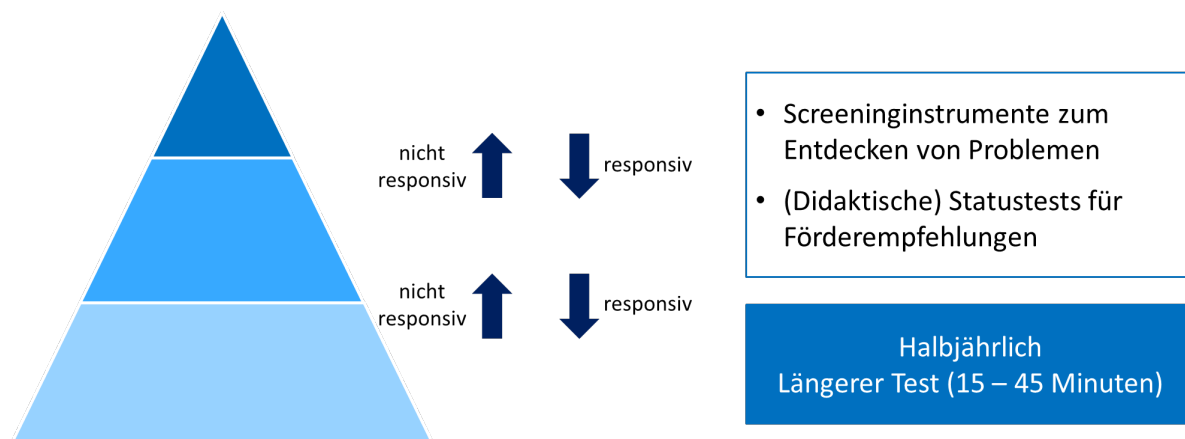 nicht
responsiv
responsiv
nicht
responsiv
responsiv
• Screeninginstrumente zum
Entdecken von Problemen
• (Didaktische) Statustests für
Förderempfehlungen
Halbjährlich
Längerer Test (15 – 45 Minuten)